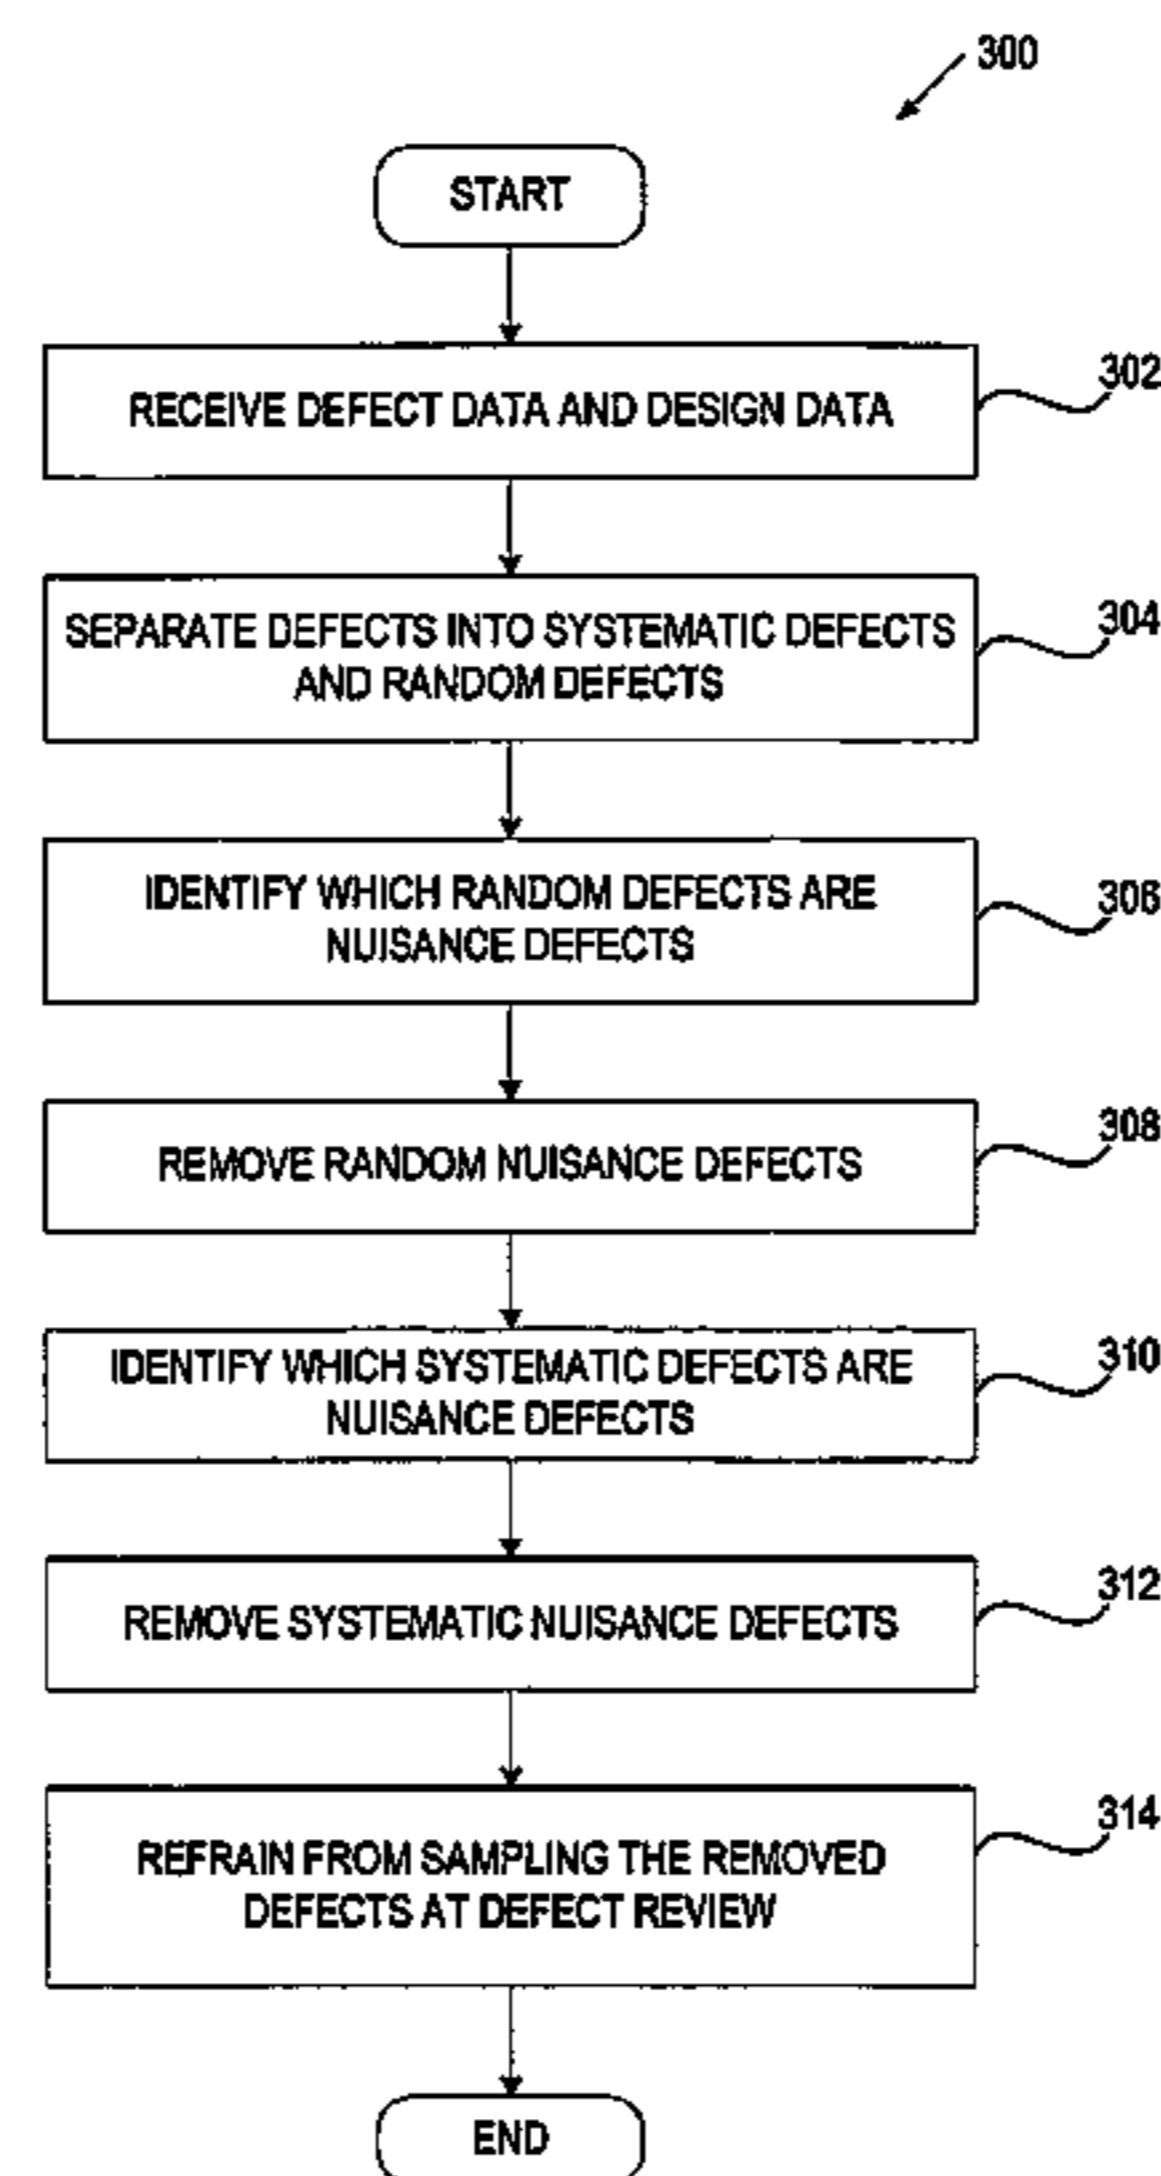 300
START
RECEIVE DEFECT DATA AND DESIGN DATA
302
SEPARATE DEFECTS INTO SYSTEMATIC DEFECTS
AND RANDOM DEFECTS
304
IDENTIFY WHICH RANDOM DEFECTS ARE
NUISANCE DEFECTS
306
REMOVE RANDOM NUISANCE DEFECTS
308
IDENTIFY WHICH SYSTEMATIC DEFECTS ARE
NUISANCE DEFECTS
310
REMOVE SYSTEMATIC NUISANCE DEFECTS
312
REFRAIN FROM SAMPLING THE REMOVED
DEFECTS AT DEFECT REVIEW
314
END